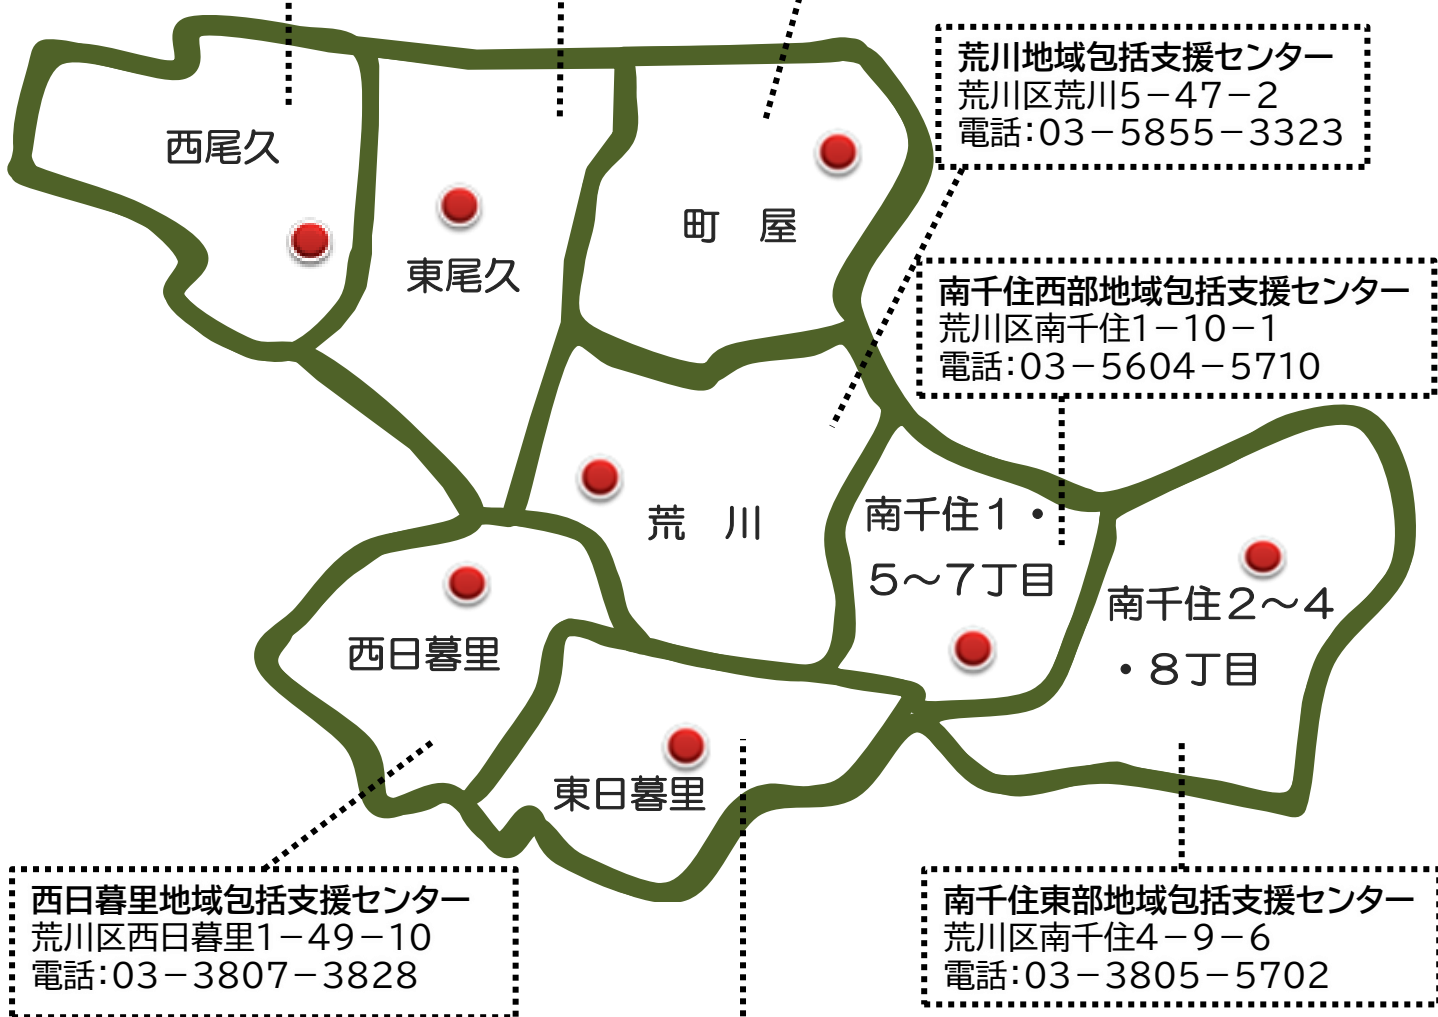 荒川地域包括支援センター
荒川区荒川5－47－2
電話：03－5855－3323
西尾久
町　屋
東尾久
南千住西部地域包括支援センター
荒川区南千住1－10－1
電話：03－5604－5710
荒　川
南千住１・
５～７丁目
南千住２～４
・８丁目
西日暮里
東日暮里
西日暮里地域包括支援センター
荒川区西日暮里1－49－10
電話：03－3807－3828
南千住東部地域包括支援センター
荒川区南千住4－9－6
電話：03－3805－5702